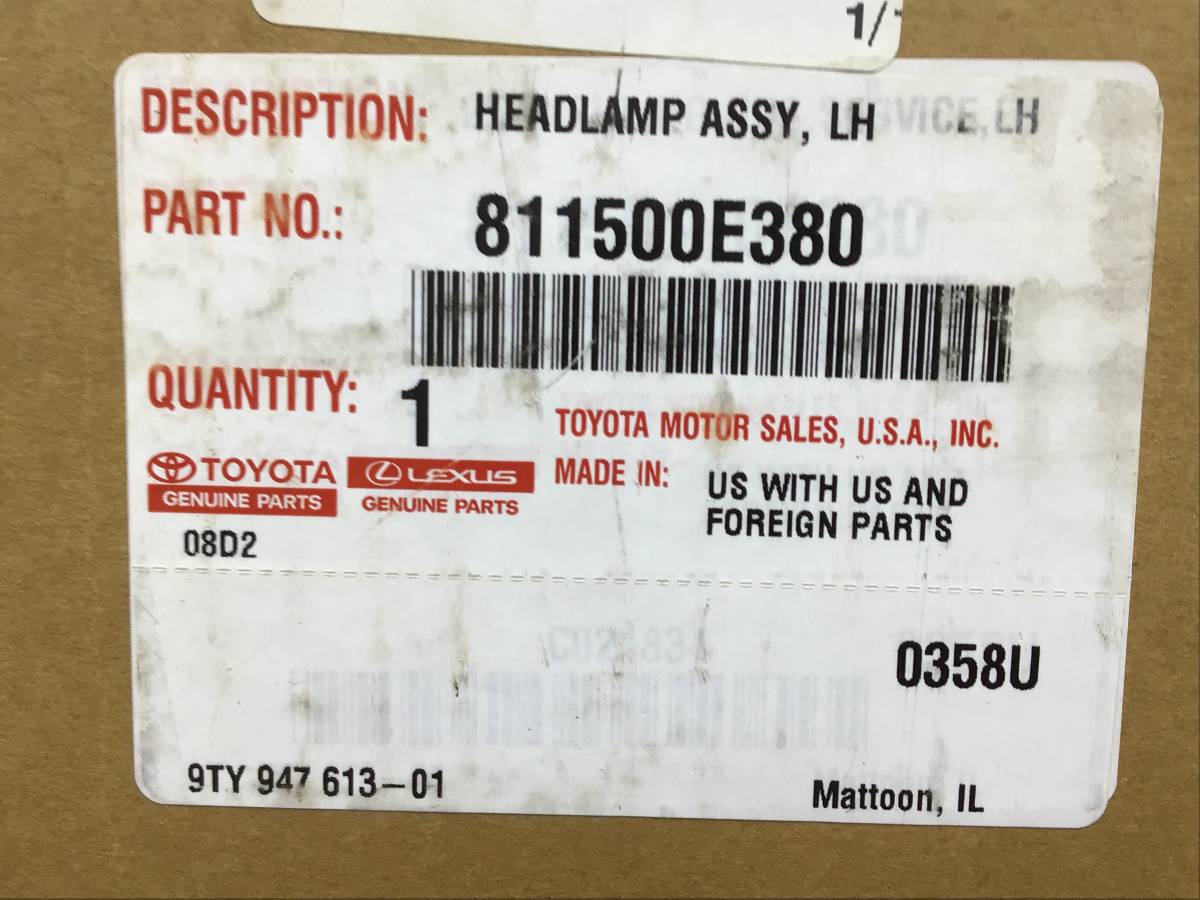 1/
DESCRIPTION: HEADLAMP ASSY, LH
PART NO.: 811500E380
QUANTITY: 1
TOYOTA MOTOR SALES, U.S.A., INC.
TOYOTA
GENUINE PARTS
LEXUS
GENUINE PARTS
MADE IN: US WITH US AND
FOREIGN PARTS
08D2
0358U
9TY 947 613-01
Mattoon, IL